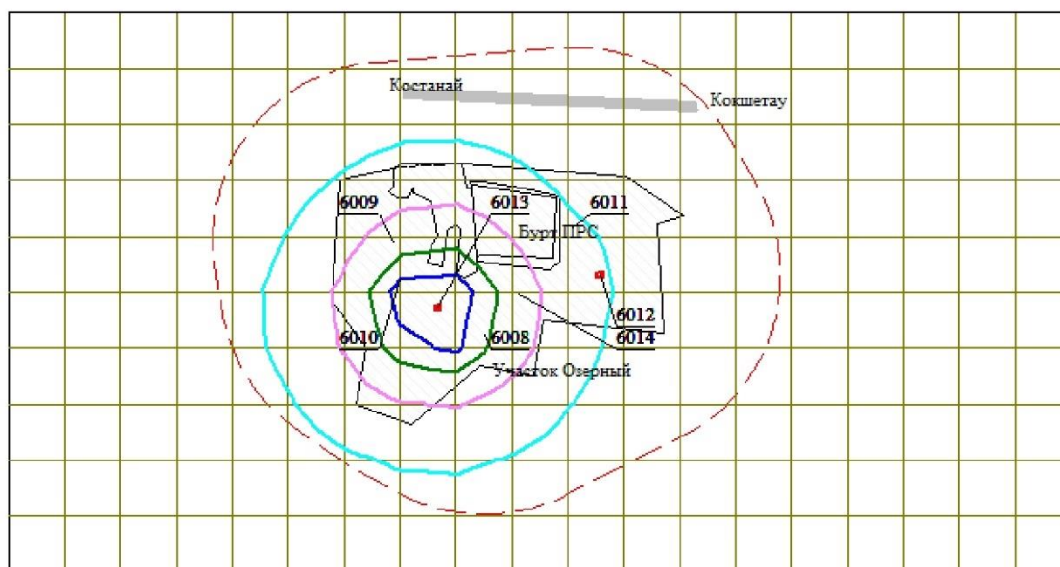 Костанай
Кокшетау
6009
6013
6011
Бурт ПРС
6012
6010
6008
6014
Участок Озерный